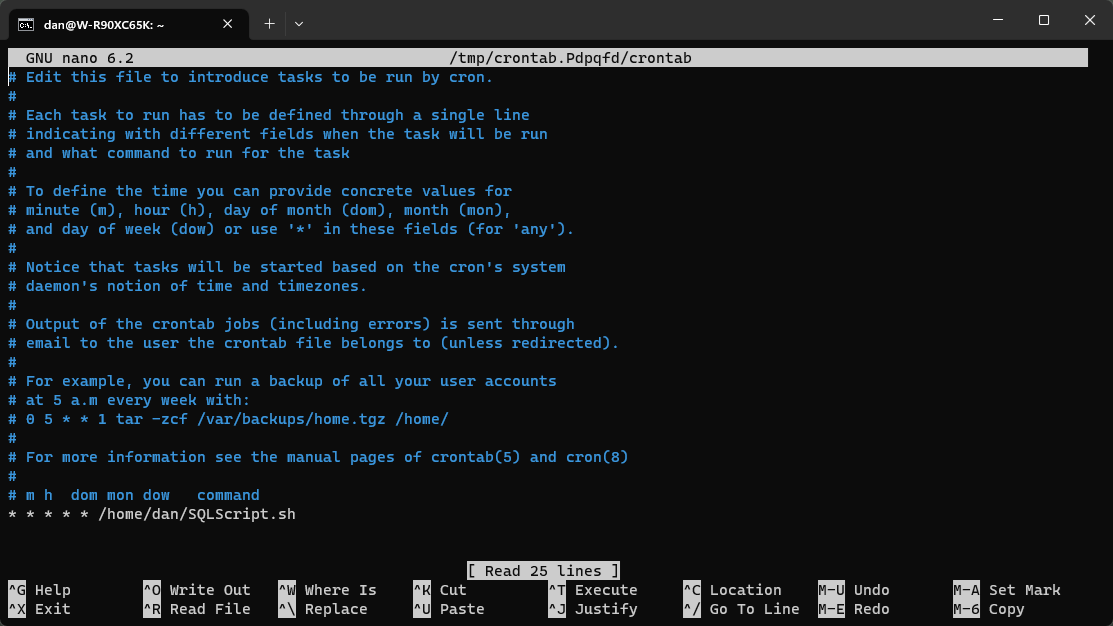 dan@W-R90XC65K: ~
GNU nano 6.2 /tmp/crontab.Pdpqfd/crontab
# Edit this file to introduce tasks to be run by cron.
#
# Each task to run has to be defined through a single line
# indicating with different fields when the task will be run
# and what command to run for the task
#
# To define the time you can provide concrete values for
# minute (m), hour (h), day of month (dom), month (mon),
# and day of week (dow) or use '*' in these fields (for 'any').
#
# Notice that tasks will be started based on the cron's system
# daemon's notion of time and timezones.
#
# Output of the crontab jobs (including errors) is sent through
# email to the user the crontab file belongs to (unless redirected).
#
# For example, you can run a backup of all your user accounts
# at 5 a.m every week with:
# 0 5 * * 1 tar -zcf /var/backups/home.tgz /home/
#
# For more information see the manual pages of crontab(5) and cron(8)
#
# m h  dom mon dow   command
* * * * * /home/dan/SQLScript.sh
[ Read 25 lines ]
^G Help ^O Write Out ^W Where Is ^K Cut ^T Execute ^C Location M-U Undo M-A Set Mark
^X Exit ^R Read File ^\ Replace ^U Paste ^J Justify ^/ Go To Line M-E Redo M-6 Copy